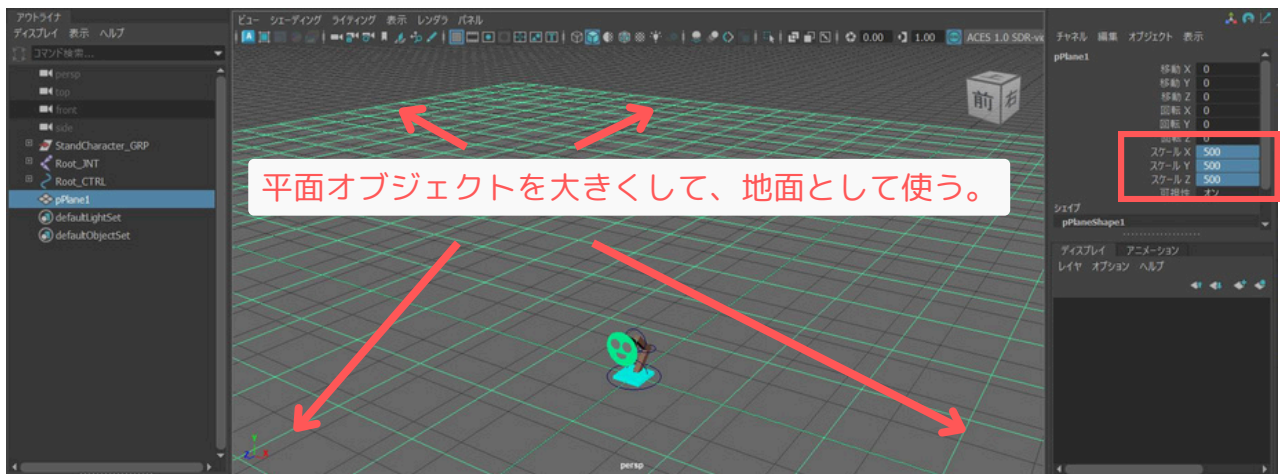 アウトライナ
ディスプレイ 表示 ヘルプ
コマンド検索...
persp
top
front
side
StandCharacter_GRP
Root_JNT
Root_CTRL
pPlane1
defaultLightSet
defaultObjectSet
ビュー シェーディング ライティング 表示 レンダラ パネル
0.00 1.00 ACES 1.0 SDR-vi
前 右
平面オブジェクトを大きくして、地面として使う。
persp
Y
Z X
チャネル 編集 オブジェクト 表示
pPlane1
移動 X 0
移動 Y 0
移動 Z 0
回転 X 0
回転 Y 0
回転 Z 0
スケール X 500
スケール Y 500
スケール Z 500
可視性 オン
シェイプ
pPlaneShape1
ディスプレイ アニメーション
レイヤ オプション ヘルプ